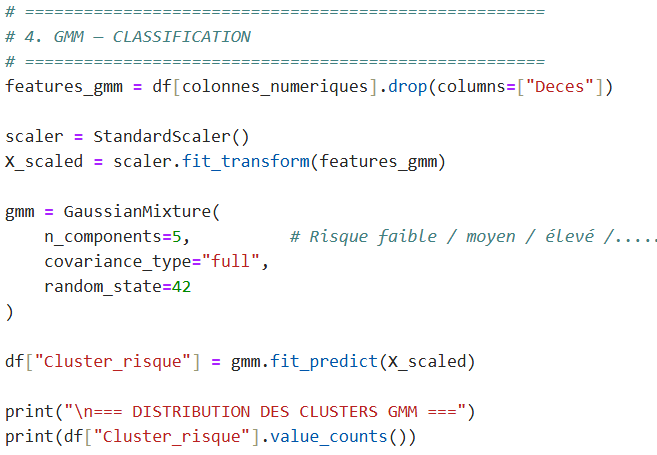 # ======================================================
# 4. GMM — CLASSIFICATION
# ======================================================
features_gmm = df[colonnes_numeriques].drop(columns=["Deces"])
scaler = StandardScaler()
X_scaled = scaler.fit_transform(features_gmm)
gmm = GaussianMixture(
    n_components=5,          # Risque faible / moyen / élevé /.....
    covariance_type="full",
    random_state=42
)
df["Cluster_risque"] = gmm.fit_predict(X_scaled)
print("\n=== DISTRIBUTION DES CLUSTERS GMM ===")
print(df["Cluster_risque"].value_counts())